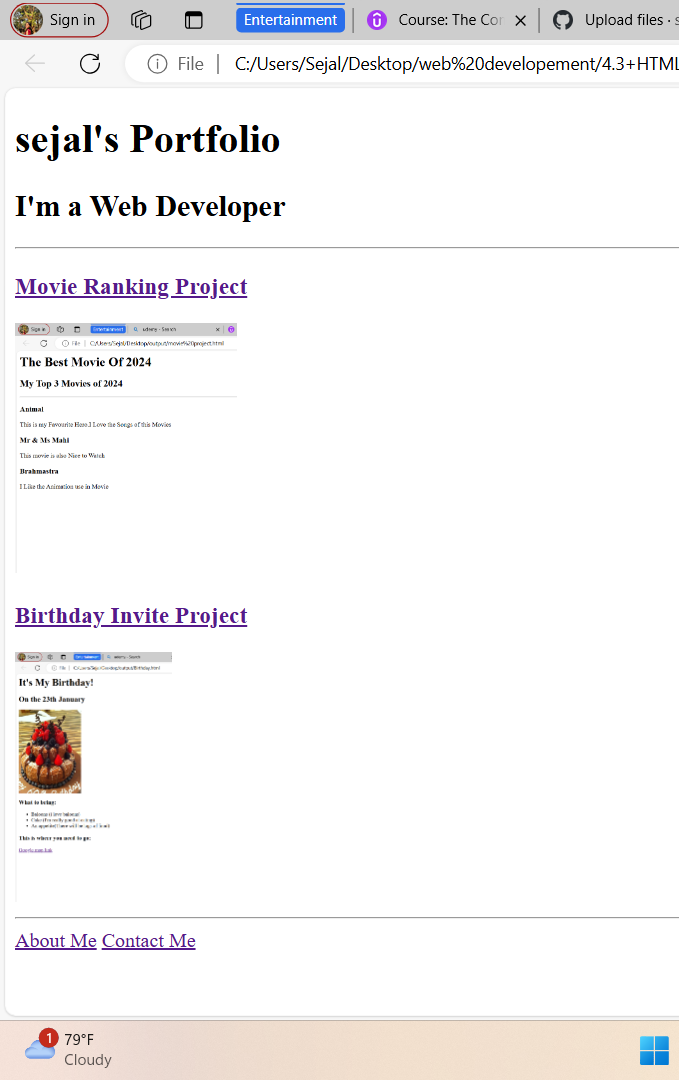 Sign in
Entertainment
Course: The Co
Upload files ·
File
C:/Users/Sejal/Desktop/web%20developement/4.3+HTML
sejal's Portfolio
I'm a Web Developer
Movie Ranking Project
Sign in
Entertainment
udemy - Search
File
C:/Users/Sejal/Desktop/output/movie%20project.html
The Best Movie Of 2024
My Top 3 Movies of 2024
Animal
This is my Favourite Hero.I Love the Songs of this Movies
Mr & Ms Mahi
This movie is also Nice to Watch
Brahmastra
I Like the Animation use in Movie
Birthday Invite Project
Sign in
Entertainment
udemy - Search
File
C:/Users/Sejal/Desktop/output/Birthday.html
It's My Birthday!
On the 23th January
What to bring:
This is where you need to go:
About Me Contact Me
1
79°F
Cloudy